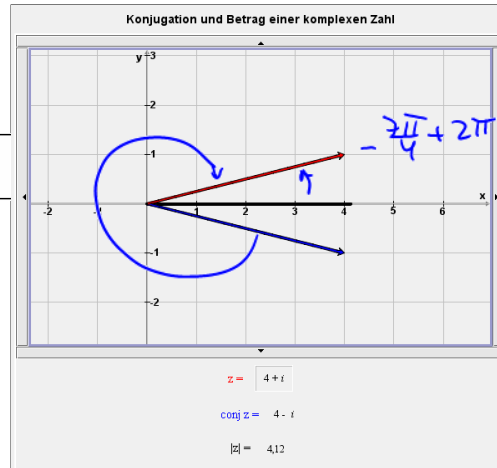 Konjugation und Betrag einer komplexen Zahl
y
3
2
1
-1
-2
-2
-1
1
2
3
4
5
6
x
- 7π/4 + 2π
z = 4 + i
conj z = 4 - i
|z| = 4,12